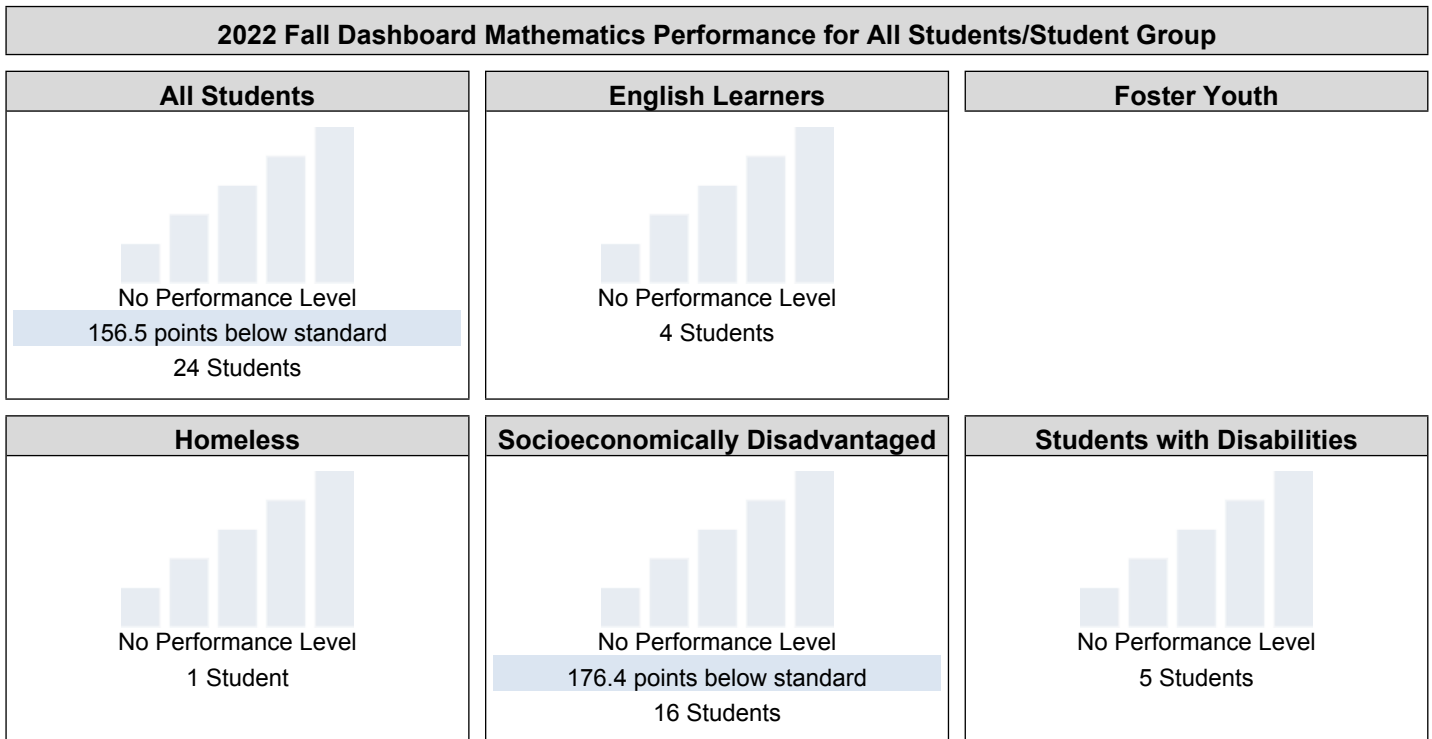 2022 Fall Dashboard Mathematics Performance for All Students/Student Group
All Students
No Performance Level
156.5 points below standard
24 Students
English Learners
No Performance Level
4 Students
Foster Youth
Homeless
No Performance Level
1 Student
Socioeconomically Disadvantaged
No Performance Level
176.4 points below standard
16 Students
Students with Disabilities
No Performance Level
5 Students